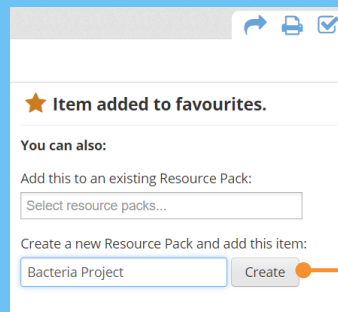 Item added to favourites.
You can also:
Add this to an existing Resource Pack:
Select resource packs...
Create a new Resource Pack and add this item:
Bacteria Project
Create